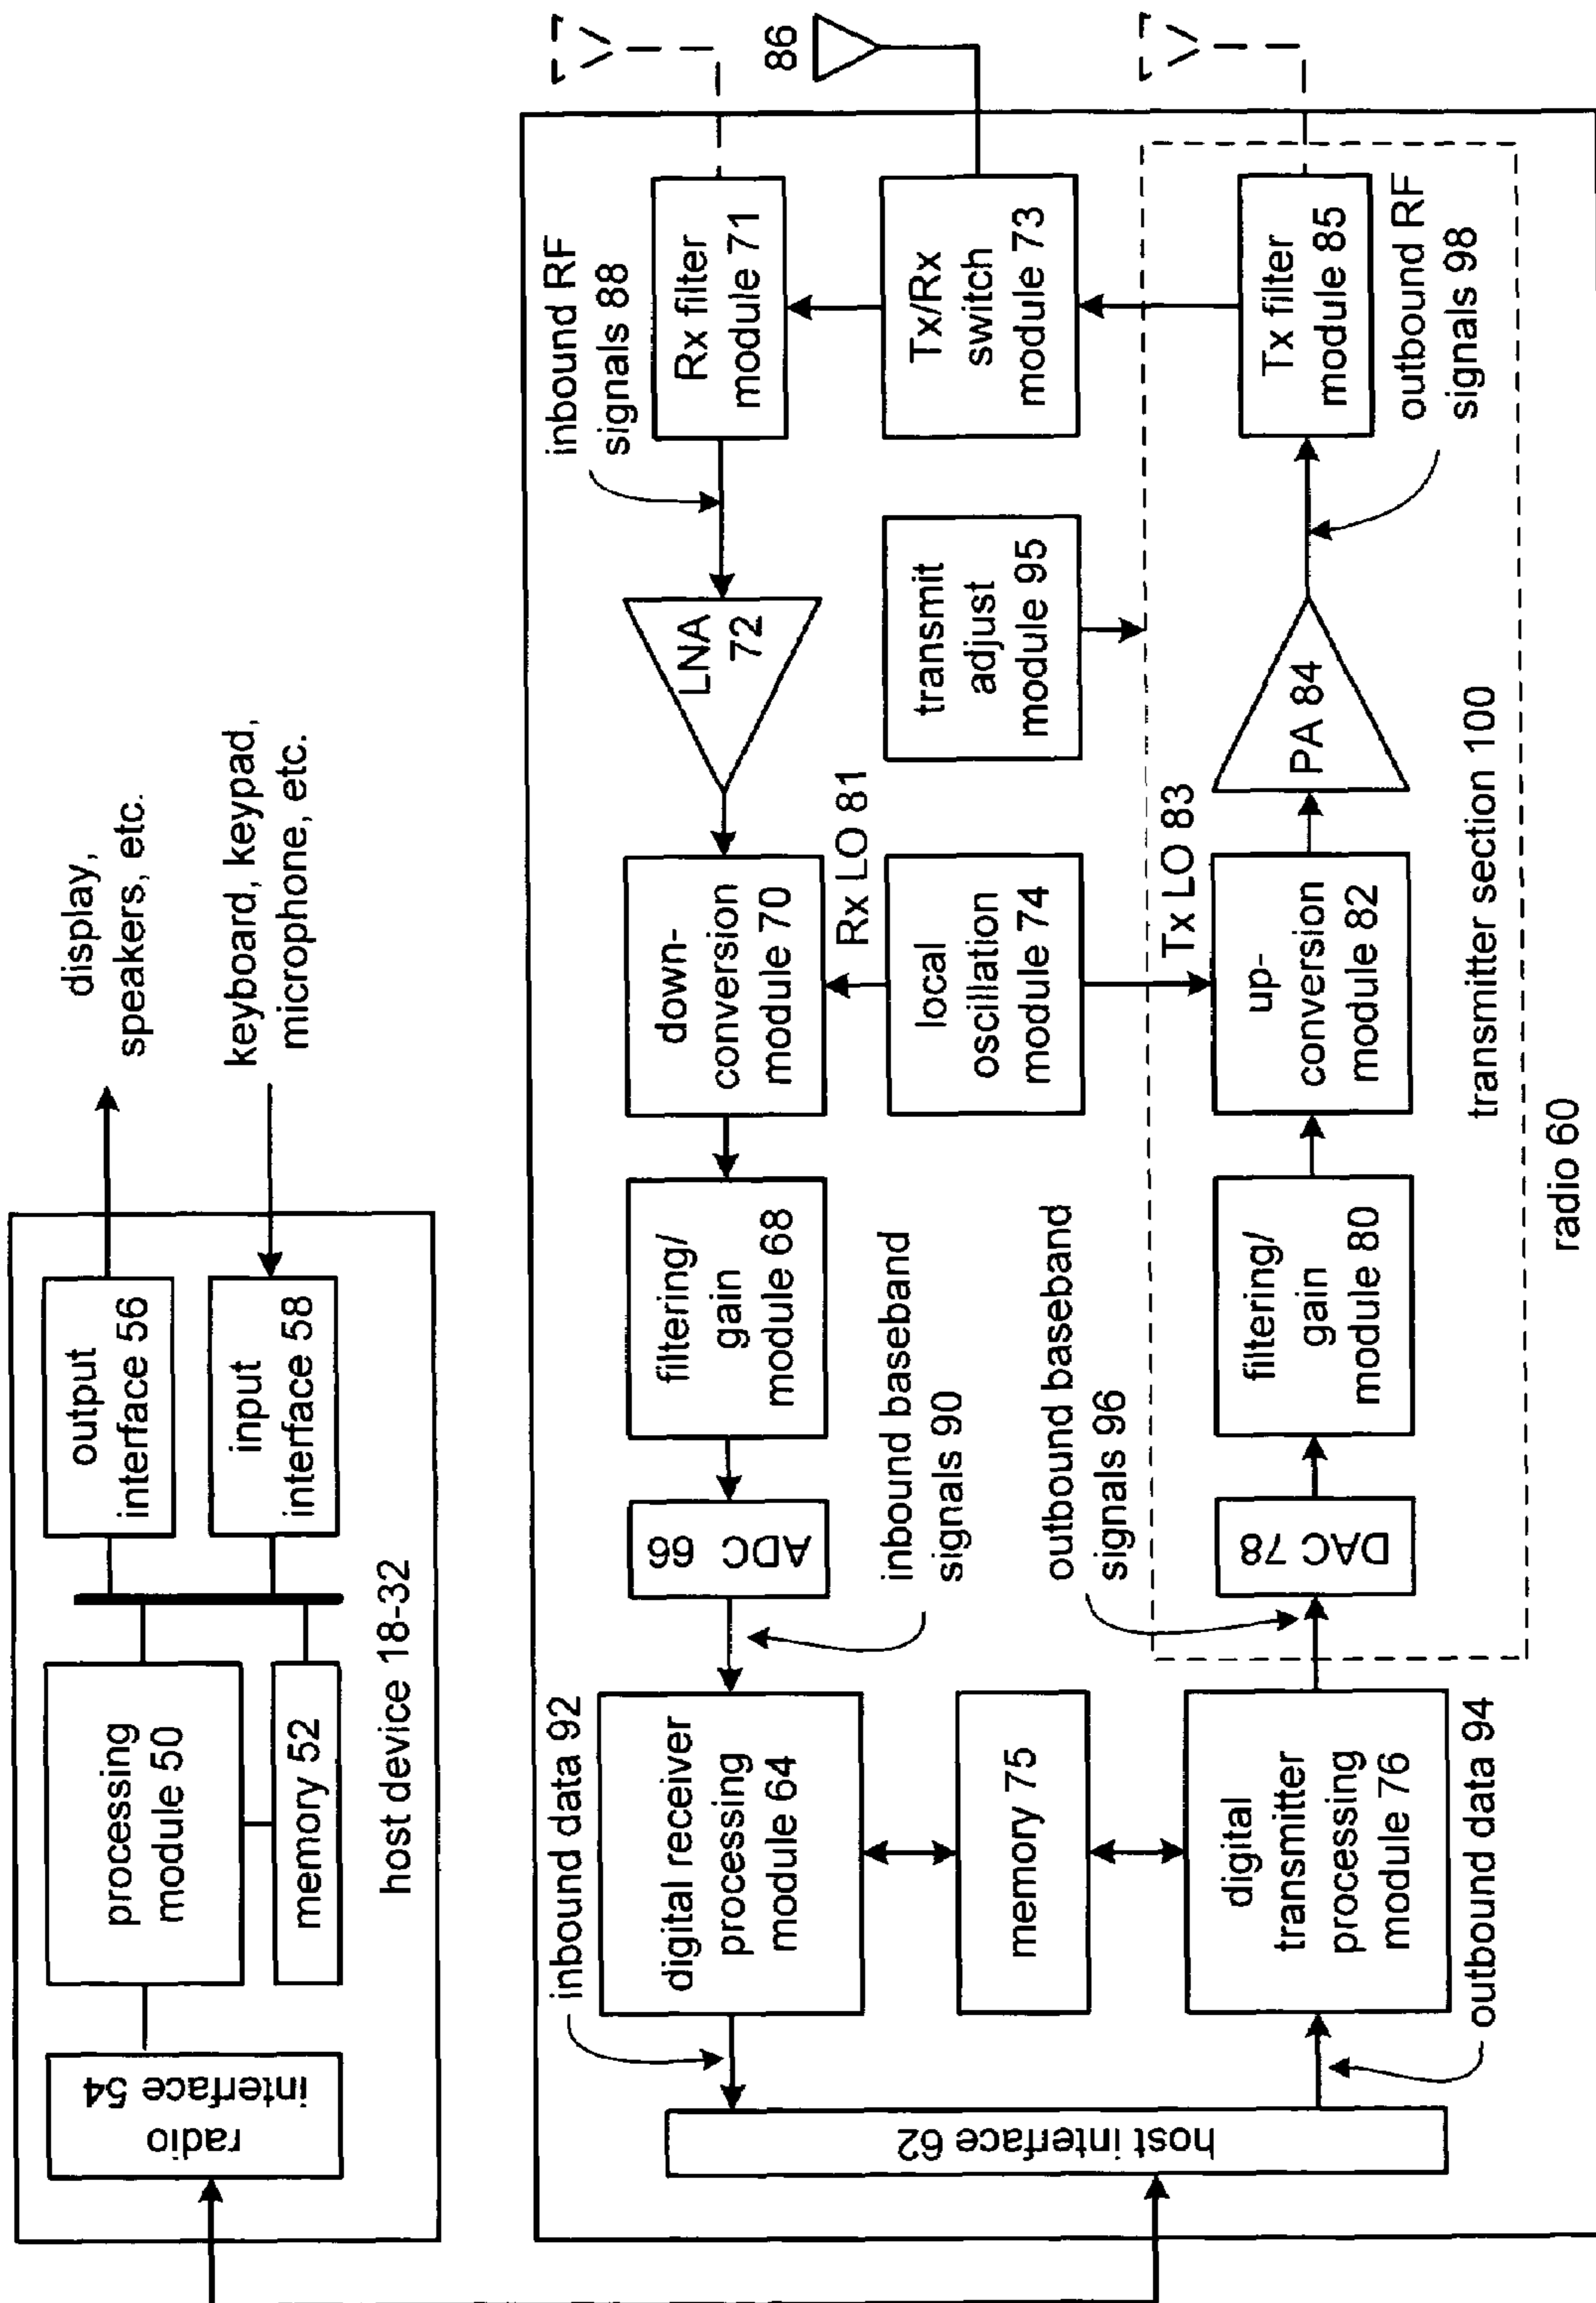 radio
interface 54
processing
module 50
memory 52
output
interface 56
input
interface 58
display,
speakers, etc.
keyboard, keypad,
microphone, etc.
host device 18-32
host interface 62
inbound data 92
digital receiver
processing
module 64
memory 75
digital
transmitter
processing
module 76
outbound data 94
ADC 66
inbound baseband
signals 90
outbound baseband
signals 96
DAC 78
filtering/
gain
module 68
filtering/
gain
module 80
down-
conversion
module 70
Rx LO 81
local
oscillation
module 74
Tx LO 83
up-
conversion
module 82
LNA
72
transmit
adjust
module 95
PA 84
inbound RF
signals 88
Rx filter
module 71
Tx/Rx
switch
module 73
Tx filter
module 85
outbound RF
signals 98
86
transmitter section 100
radio 60